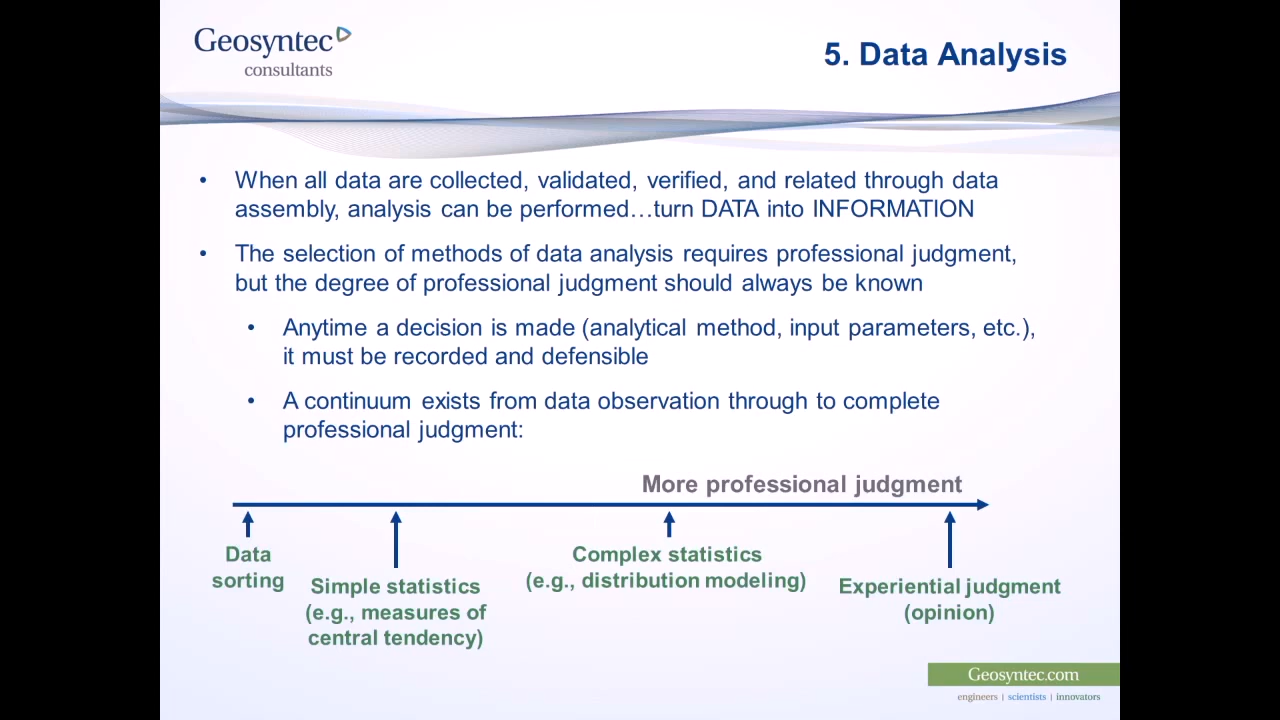 Geosyntec
consultants
5. Data Analysis
• When all data are collected, validated, verified, and related through data
assembly, analysis can be performed…turn DATA into INFORMATION
• The selection of methods of data analysis requires professional judgment,
but the degree of professional judgment should always be known
• Anytime a decision is made (analytical method, input parameters, etc.),
it must be recorded and defensible
• A continuum exists from data observation through to complete
professional judgment:
More professional judgment
Data
sorting
Simple statistics
(e.g., measures of
central tendency)
Complex statistics
(e.g., distribution modeling)
Experiential judgment
(opinion)
Geosyntec.com
engineers | scientists | innovators